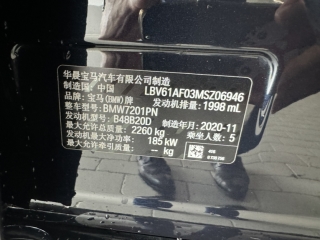 华晨宝马汽车有限公司制造
制造国：中国 LBV61AF03MSZ06946
品牌：宝马(BMW)牌 发动机排量：1998 mL
整车型号：BMW7201PN
发动机型号：B48B20D 制造年月：2020-11
最大允许总质量：2260 kg 乘坐人数：5
发动机最大净功率：185 kW
最大允许牵引质量：-- kg